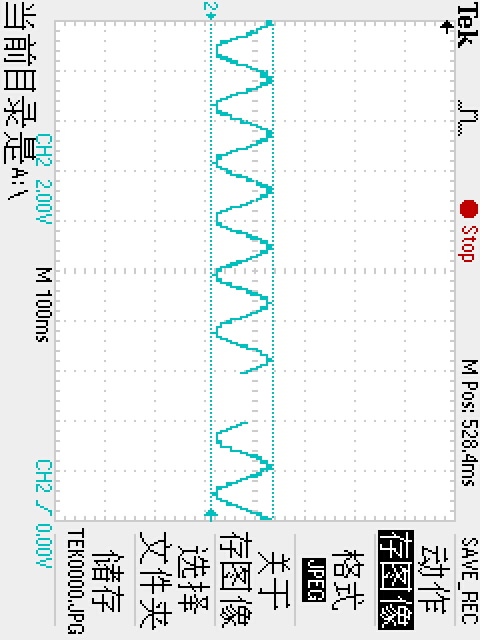 Tek
Stop
M Pos: 528.4ms
SAVE_REC
动作
存图像
格式
JPEG
关于
存图像
选择
文件夹
储存
TEK0000.JPG
2
CH2 2.00V
M 100ms
CH2 / 0.00V
当前目录是A:\